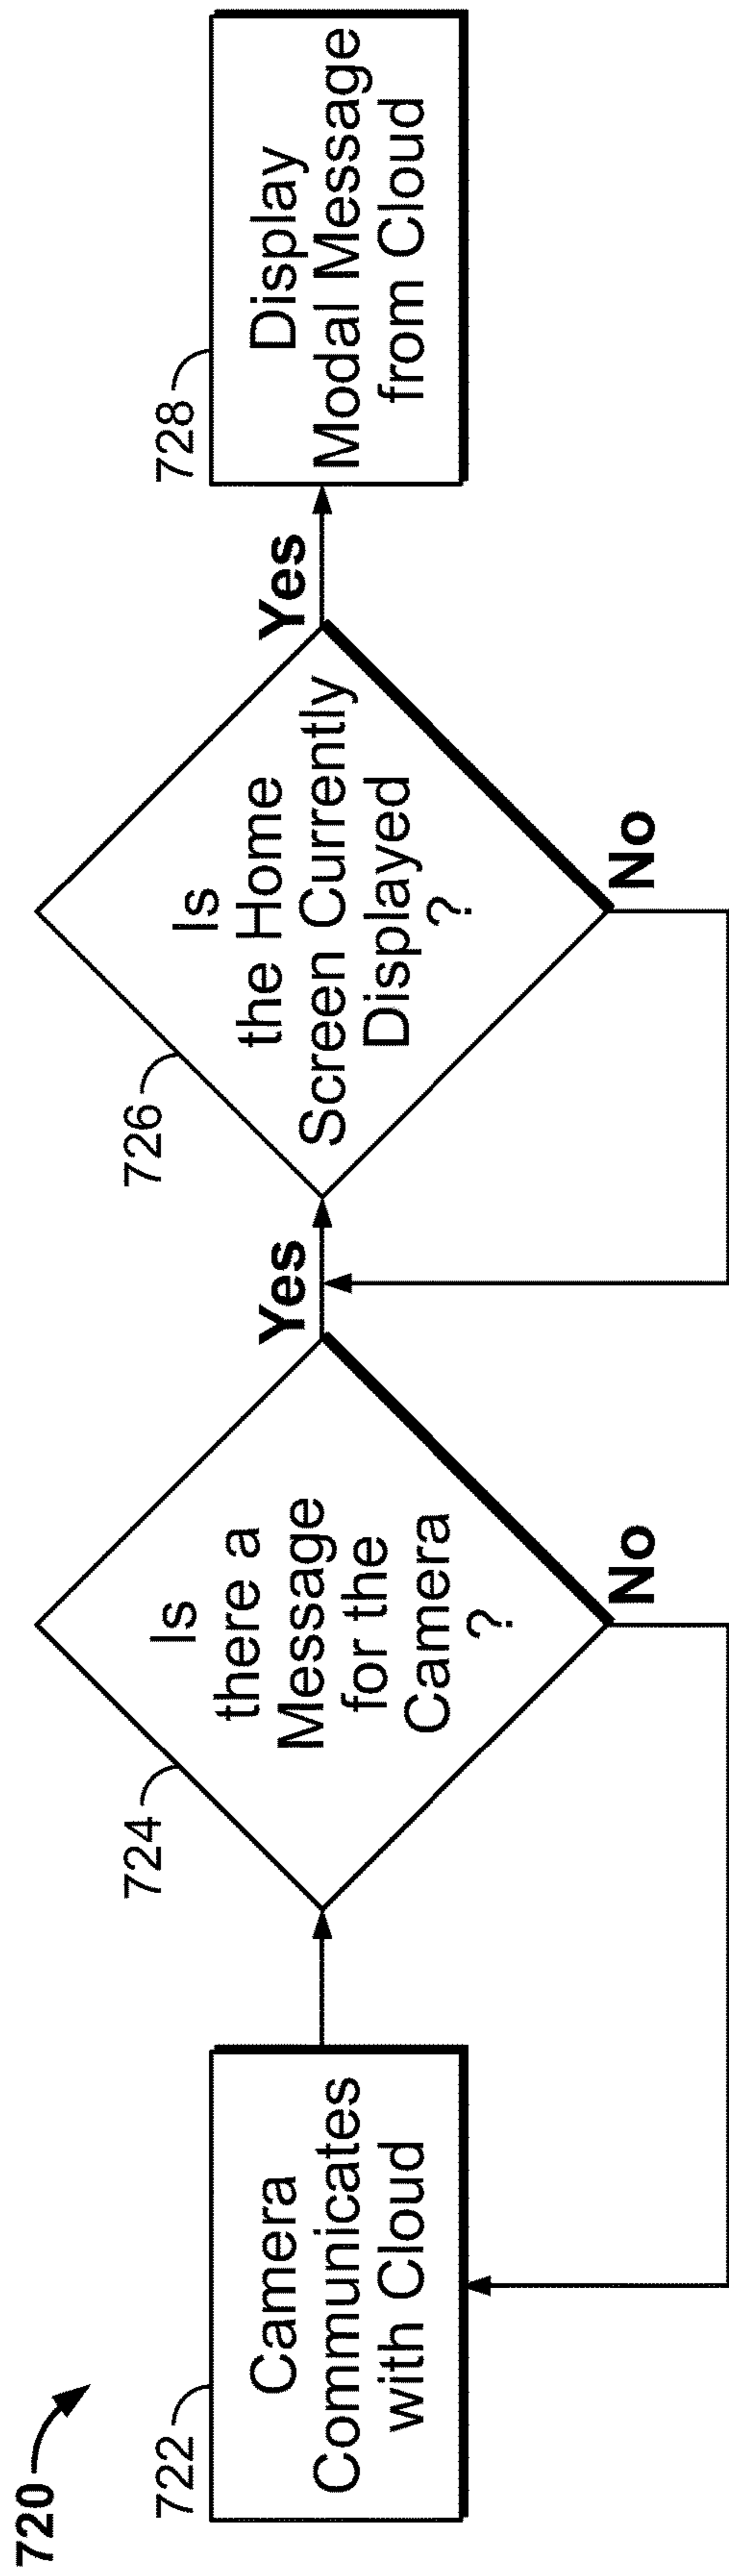 720
722
Camera
Communicates
with Cloud
724
Is
there a
Message
for the
Camera
?
Yes
No
726
Is
the Home
Screen Currently
Displayed
?
Yes
No
728
Display
Modal Message
from Cloud